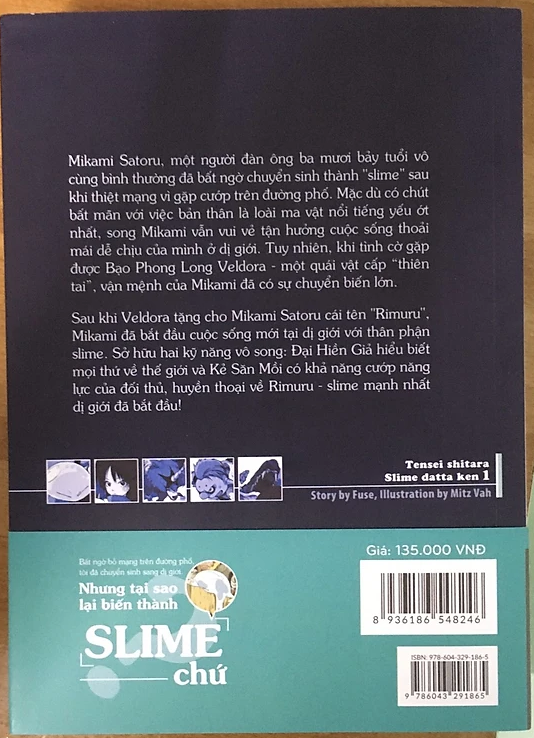 Mikami Satoru, một người đàn ông ba mươi bảy tuổi vô
cùng bình thường đã bất ngờ chuyển sinh thành "slime" sau
khi thiệt mạng vì gặp cướp trên đường phố. Mặc dù có chút
bất mãn với việc bản thân là loài ma vật nổi tiếng yếu ớt
nhất, song Mikami vẫn vui vẻ tận hưởng cuộc sống thoải
mái dễ chịu của mình ở dị giới. Tuy nhiên, khi tình cờ gặp
được Bạo Phong Long Veldora - một quái vật cấp "thiên
tai", vận mệnh của Mikami đã có sự chuyển biến lớn.
Sau khi Veldora tặng cho Mikami Satoru cái tên "Rimuru",
Mikami đã bắt đầu cuộc sống mới tại dị giới với thân phận
slime. Sở hữu hai kỹ năng vô song: Đại Hiền Giả hiểu biết
mọi thứ về thế giới và Kẻ Săn Mồi có khả năng cướp năng
lực của đối thủ, huyền thoại về Rimuru - slime mạnh nhất
dị giới đã bắt đầu!
Tensei shitara
Slime datta ken 1
Story by Fuse, Illustration by Mitz Vah
Bất ngờ bỏ mạng trên đường phố,
tôi đã chuyển sinh sang dị giới
Nhưng tại sao
lại biến thành
SLIME
chứ
Giá: 135.000 VNĐ
8 936186 548246
ISBN: 978-604-329-186-5
9 786043 291865